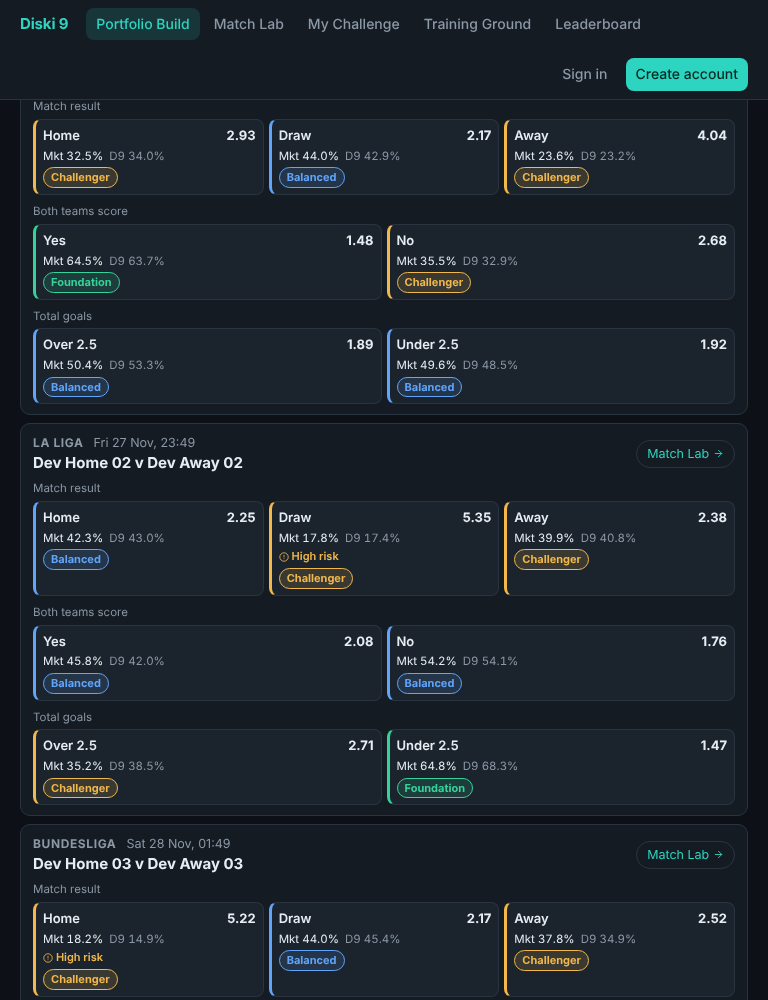 Diski 9 Portfolio Build Match Lab My Challenge Training Ground Leaderboard
Sign in Create account
Match result
Home 2.93 Draw 2.17 Away 4.04
Mkt 32.5% D9 34.0% Mkt 44.0% D9 42.9% Mkt 23.6% D9 23.2%
Challenger Balanced Challenger
Both teams score
Yes 1.48 No 2.68
Mkt 64.5% D9 63.7% Mkt 35.5% D9 32.9%
Foundation Challenger
Total goals
Over 2.5 1.89 Under 2.5 1.92
Mkt 50.4% D9 53.3% Mkt 49.6% D9 48.5%
Balanced Balanced
LA LIGA Fri 27 Nov, 23:49
Dev Home 02 v Dev Away 02 Match Lab →
Match result
Home 2.25 Draw 5.35 Away 2.38
Mkt 42.3% D9 43.0% Mkt 17.8% D9 17.4% Mkt 39.9% D9 40.8%
Balanced High risk Challenger
Challenger
Both teams score
Yes 2.08 No 1.76
Mkt 45.8% D9 42.0% Mkt 54.2% D9 54.1%
Balanced Balanced
Total goals
Over 2.5 2.71 Under 2.5 1.47
Mkt 35.2% D9 38.5% Mkt 64.8% D9 68.3%
Challenger Foundation
BUNDESLIGA Sat 28 Nov, 01:49
Dev Home 03 v Dev Away 03 Match Lab →
Match result
Home 5.22 Draw 2.17 Away 2.52
Mkt 18.2% D9 14.9% Mkt 44.0% D9 45.4% Mkt 37.8% D9 34.9%
High risk Balanced Challenger
Challenger